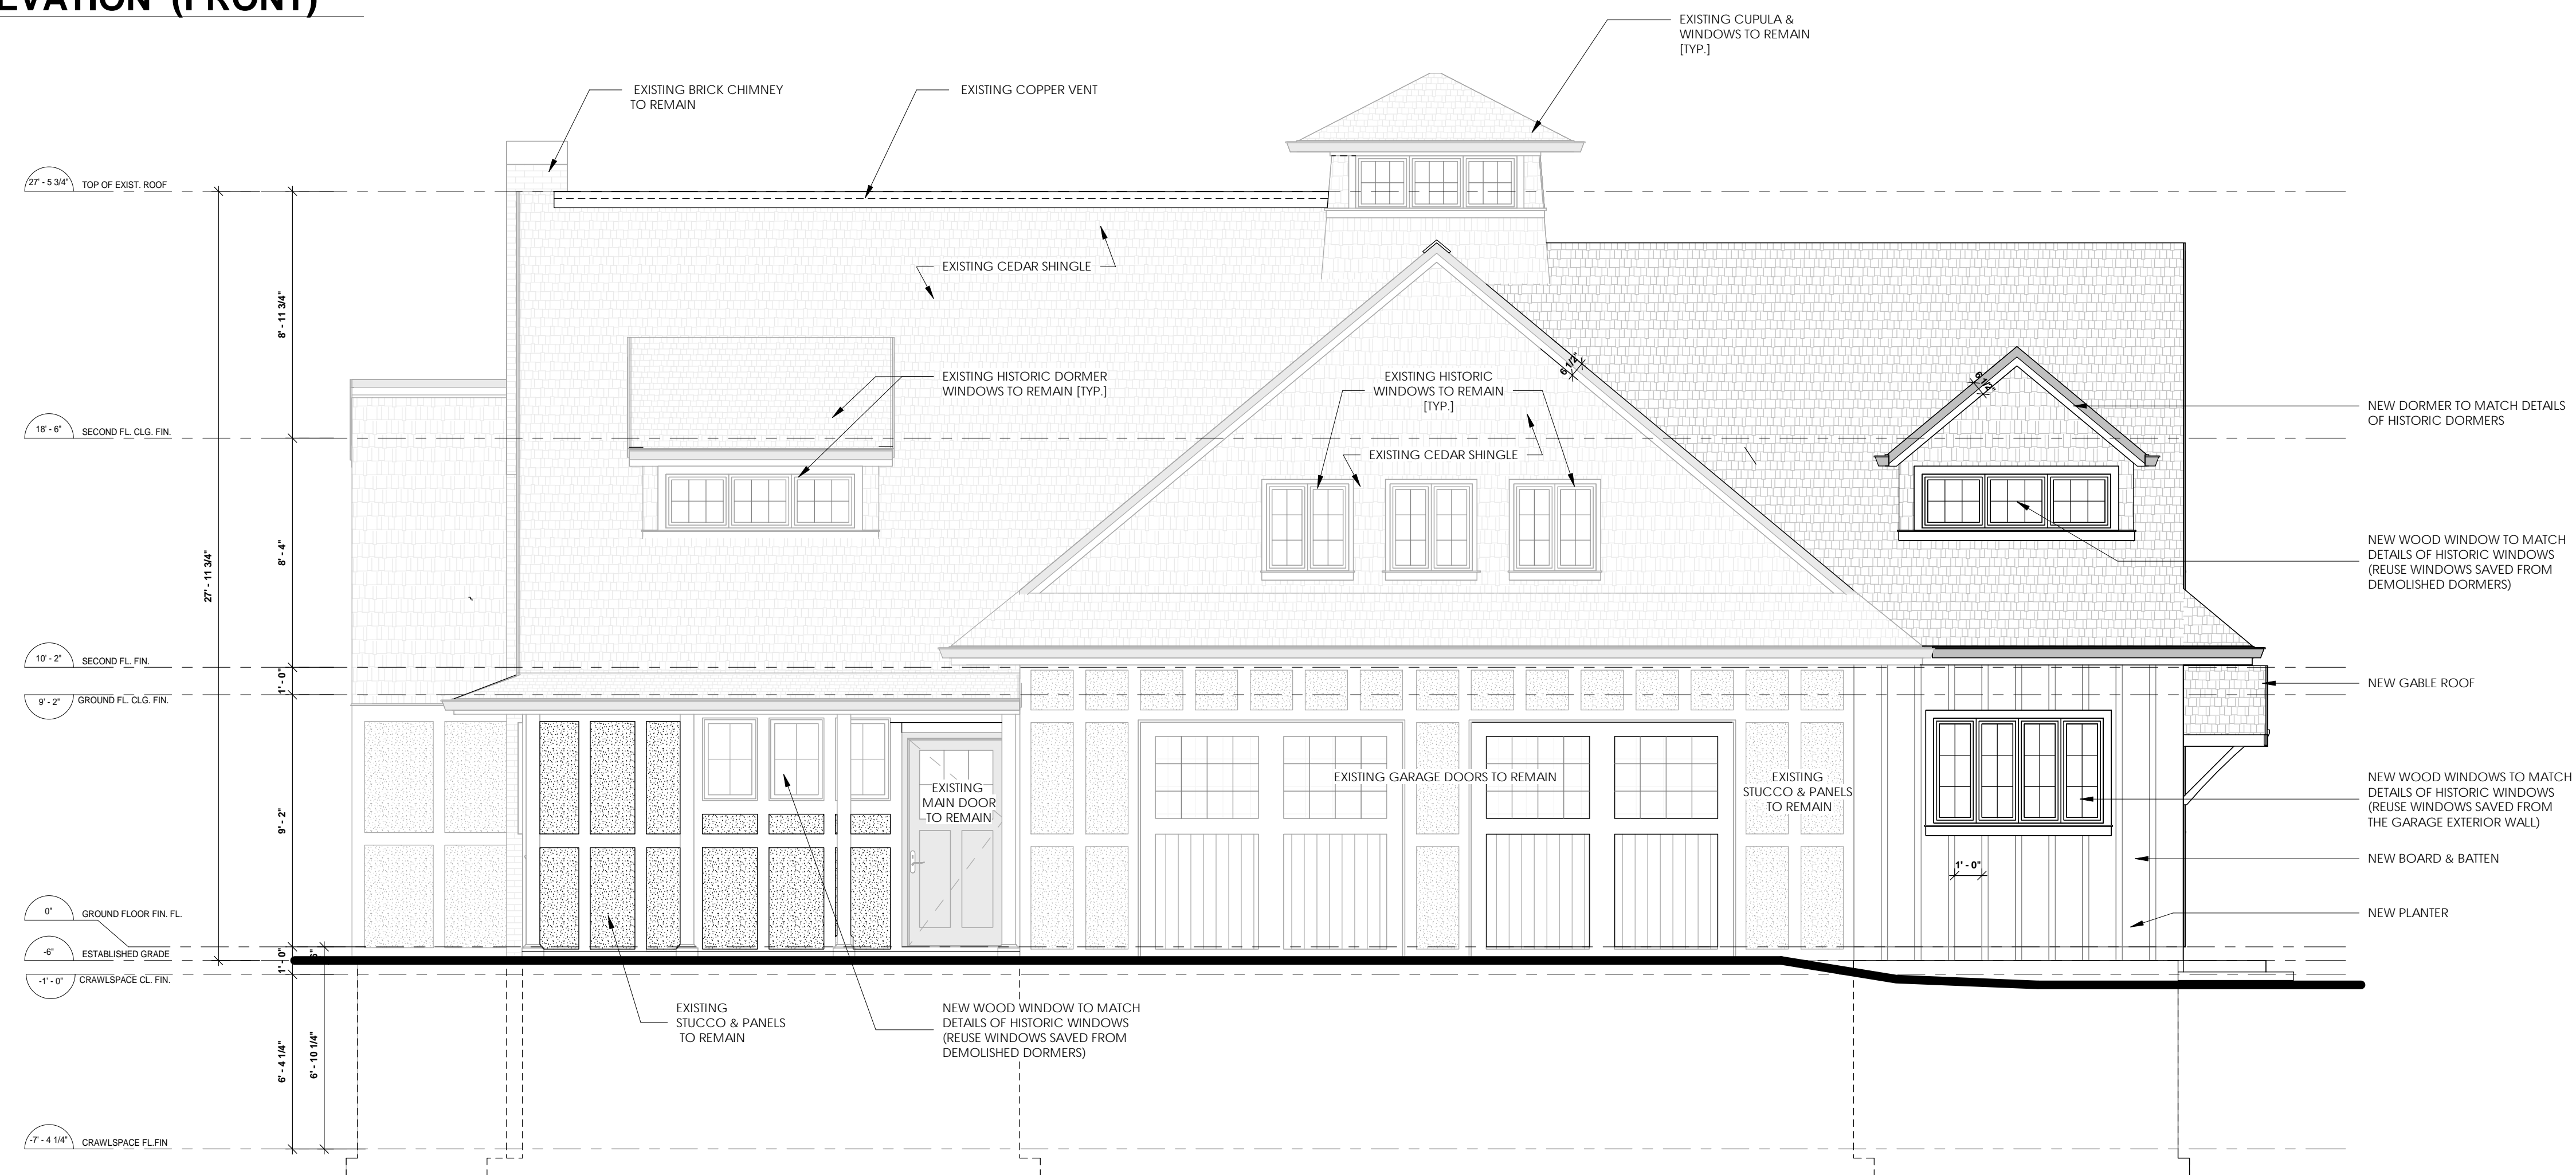 EVATION (FRONT)
EXISTING CUPULA &
WINDOWS TO REMAIN
[TYP.]
EXISTING BRICK CHIMNEY
TO REMAIN
EXISTING COPPER VENT
27' - 5 3/4"
TOP OF EXIST. ROOF
EXISTING CEDAR SHINGLE
8' - 11 3/4"
6 1/2"
6 1/2"
EXISTING HISTORIC DORMER
WINDOWS TO REMAIN [TYP.]
EXISTING HISTORIC
WINDOWS TO REMAIN
[TYP.]
NEW DORMER TO MATCH DETAILS
OF HISTORIC DORMERS
18' - 6"
SECOND FL. CLG. FIN.
EXISTING CEDAR SHINGLE
NEW WOOD WINDOW TO MATCH
DETAILS OF HISTORIC WINDOWS
(REUSE WINDOWS SAVED FROM
DEMOLISHED DORMERS)
27' - 11 3/4"
8' - 4"
10' - 2"
SECOND FL. FIN.
1' - 0"
9' - 2"
GROUND FL. CLG. FIN.
NEW GABLE ROOF
EXISTING
MAIN DOOR
TO REMAIN
EXISTING GARAGE DOORS TO REMAIN
EXISTING
STUCCO & PANELS
TO REMAIN
NEW WOOD WINDOWS TO MATCH
DETAILS OF HISTORIC WINDOWS
(REUSE WINDOWS SAVED FROM
THE GARAGE EXTERIOR WALL)
9' - 2"
1' - 0"
NEW BOARD & BATTEN
0"
GROUND FLOOR FIN. FL.
NEW PLANTER
-6"
ESTABLISHED GRADE
1' - 0"
6"
-1' - 0"
CRAWLSPACE CL. FIN.
EXISTING
STUCCO & PANELS
TO REMAIN
NEW WOOD WINDOW TO MATCH
DETAILS OF HISTORIC WINDOWS
(REUSE WINDOWS SAVED FROM
DEMOLISHED DORMERS)
6' - 4 1/4"
6' - 10 1/4"
-7' - 4 1/4"
CRAWLSPACE FL.FIN